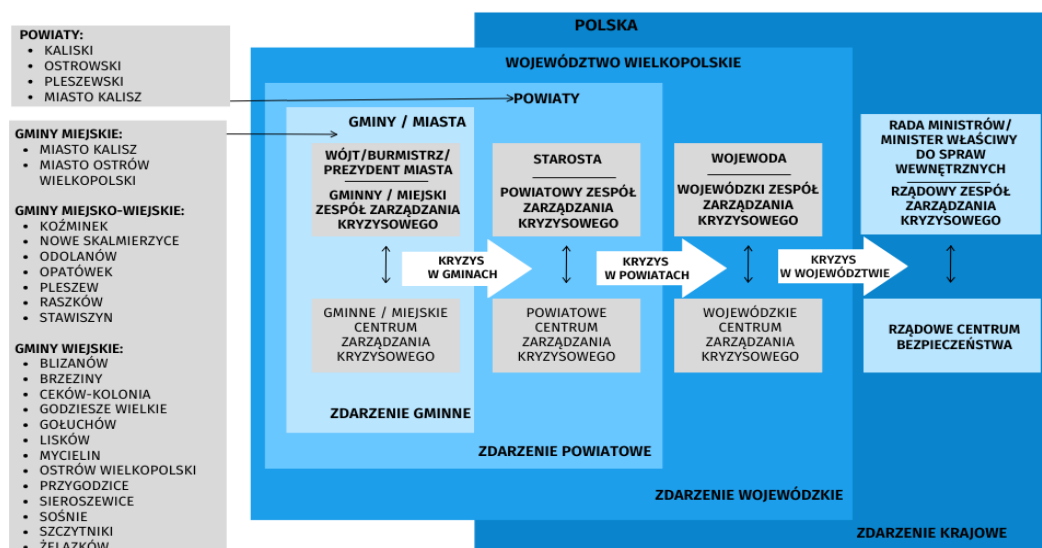 POWIATY:
• KALISKI
• OSTROWSKI
• PLESZEWSKI
• MIASTO KALISZ
GMINY MIEJSKIE:
• MIASTO KALISZ
• MIASTO OSTRÓW
WIELKOPOLSKI
GMINY MIEJSKO-WIEJSKIE:
• KOŹMINEK
• NOWE SKALMIERZYCE
• ODOLANÓW
• OPATÓWEK
• PLESZEW
• RASZKÓW
• STAWISZYN
GMINY WIEJSKIE:
• BLIZANÓW
• BRZEZINY
• CEKÓW-KOLONIA
• GODZIESZE WIELKIE
• GOŁUCHÓW
• LISKÓW
• MYCIELIN
• OSTRÓW WIELKOPOLSKI
• PRZYGODZICE
• SIEROSZEWICE
• SOŚNIE
• SZCZYTNIKI
• ŻELAZKÓW
POLSKA
WOJEWÓDZTWO WIELKOPOLSKIE
POWIATY
GMINY / MIASTA
WÓJT/BURMISTRZ/
PREZYDENT MIASTA
GMINNY / MIEJSKI
ZESPÓŁ ZARZĄDZANIA
KRYZYSOWEGO
STAROSTA
POWIATOWY ZESPÓŁ
ZARZĄDZANIA
KRYZYSOWEGO
WOJEWODA
WOJEWÓDZKI ZESPÓŁ
ZARZĄDZANIA
KRYZYSOWEGO
RADA MINISTRÓW/
MINISTER WŁAŚCIWY
DO SPRAW
WEWNĘTRZNYCH
RZĄDOWY ZESPÓŁ
ZARZĄDZANIA
KRYZYSOWEGO
KRYZYS
W GMINACH
KRYZYS
W POWIATACH
KRYZYS
W WOJEWÓDZTWIE
GMINNE / MIEJSKIE
CENTRUM
ZARZĄDZANIA
KRYZYSOWEGO
POWIATOWE
CENTRUM
ZARZĄDZANIA
KRYZYSOWEGO
WOJEWÓDZKIE
CENTRUM
ZARZĄDZANIA
KRYZYSOWEGO
RZĄDOWE CENTRUM
BEZPIECZEŃSTWA
ZDARZENIE GMINNE
ZDARZENIE POWIATOWE
ZDARZENIE WOJEWÓDZKIE
ZDARZENIE KRAJOWE